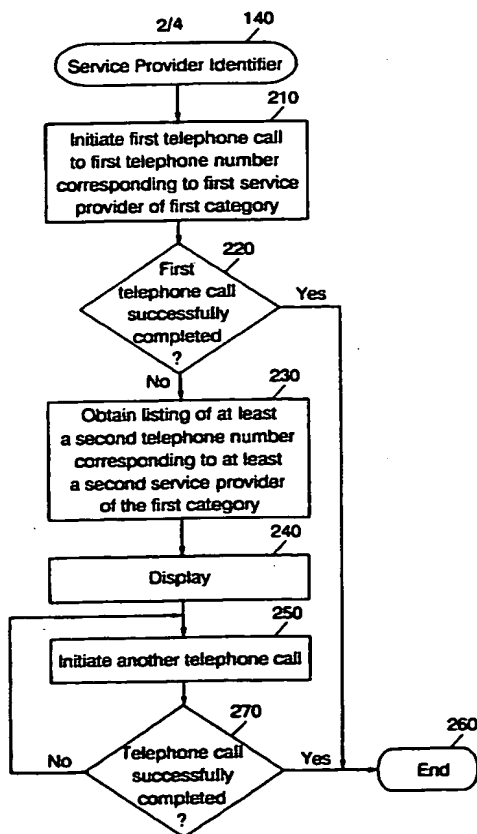 2/4
140
Service Provider Identifier
210
Initiate first telephone call
to first telephone number
corresponding to first service
provider of first category
220
First
telephone call
successfully
completed
?
Yes
No
230
Obtain listing of at least
a second telephone number
corresponding to at least
a second service provider
of the first category
240
Display
250
Initiate another telephone call
270
Telephone call
successfully
completed
?
No
Yes
260
End